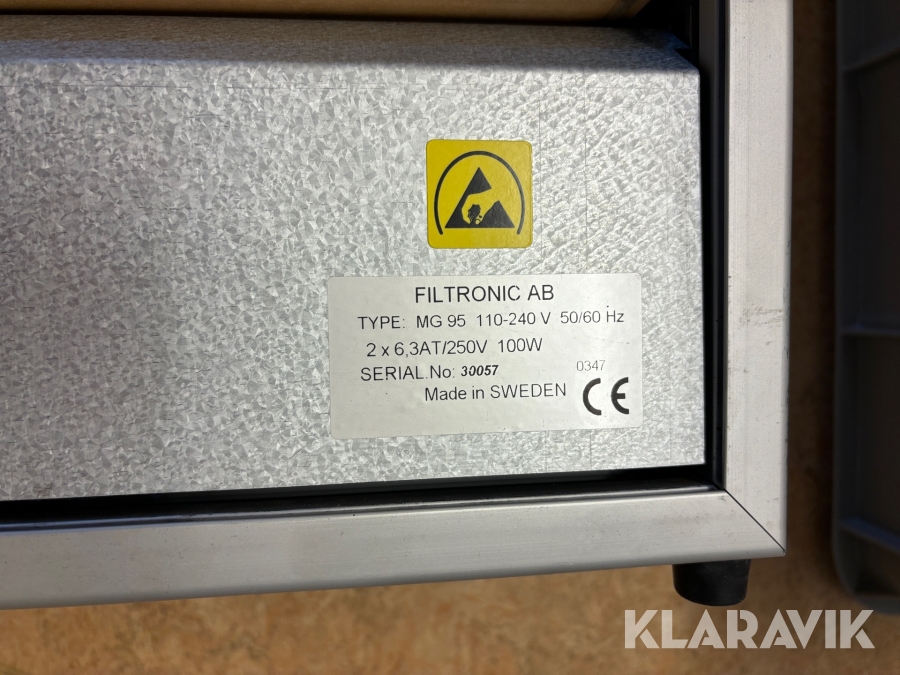 FILTRONIC AB
TYPE: MG 95 110-240 V 50/60 Hz
2 x 6,3AT/250V 100W
SERIAL.No: 30057 0347
Made in SWEDEN CE
KLARAVIK